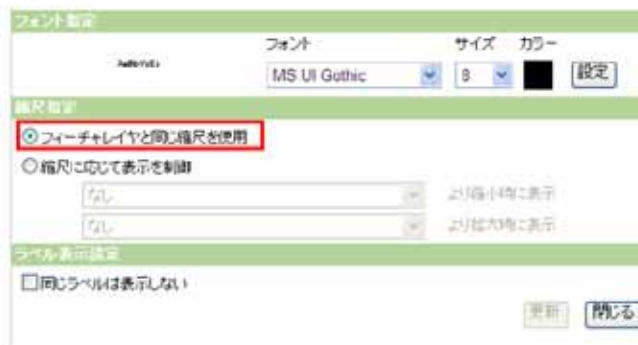 フォント指定
フォント サイズ カラー
MS UI Gothic 8 設定
縮尺指定
フィーチャレイヤと同じ縮尺を使用
縮尺に応じて表示を制御
なし より縮小時に表示
なし より拡大時に表示
ラベル表示設定
同じラベルは表示しない
更新 閉じる